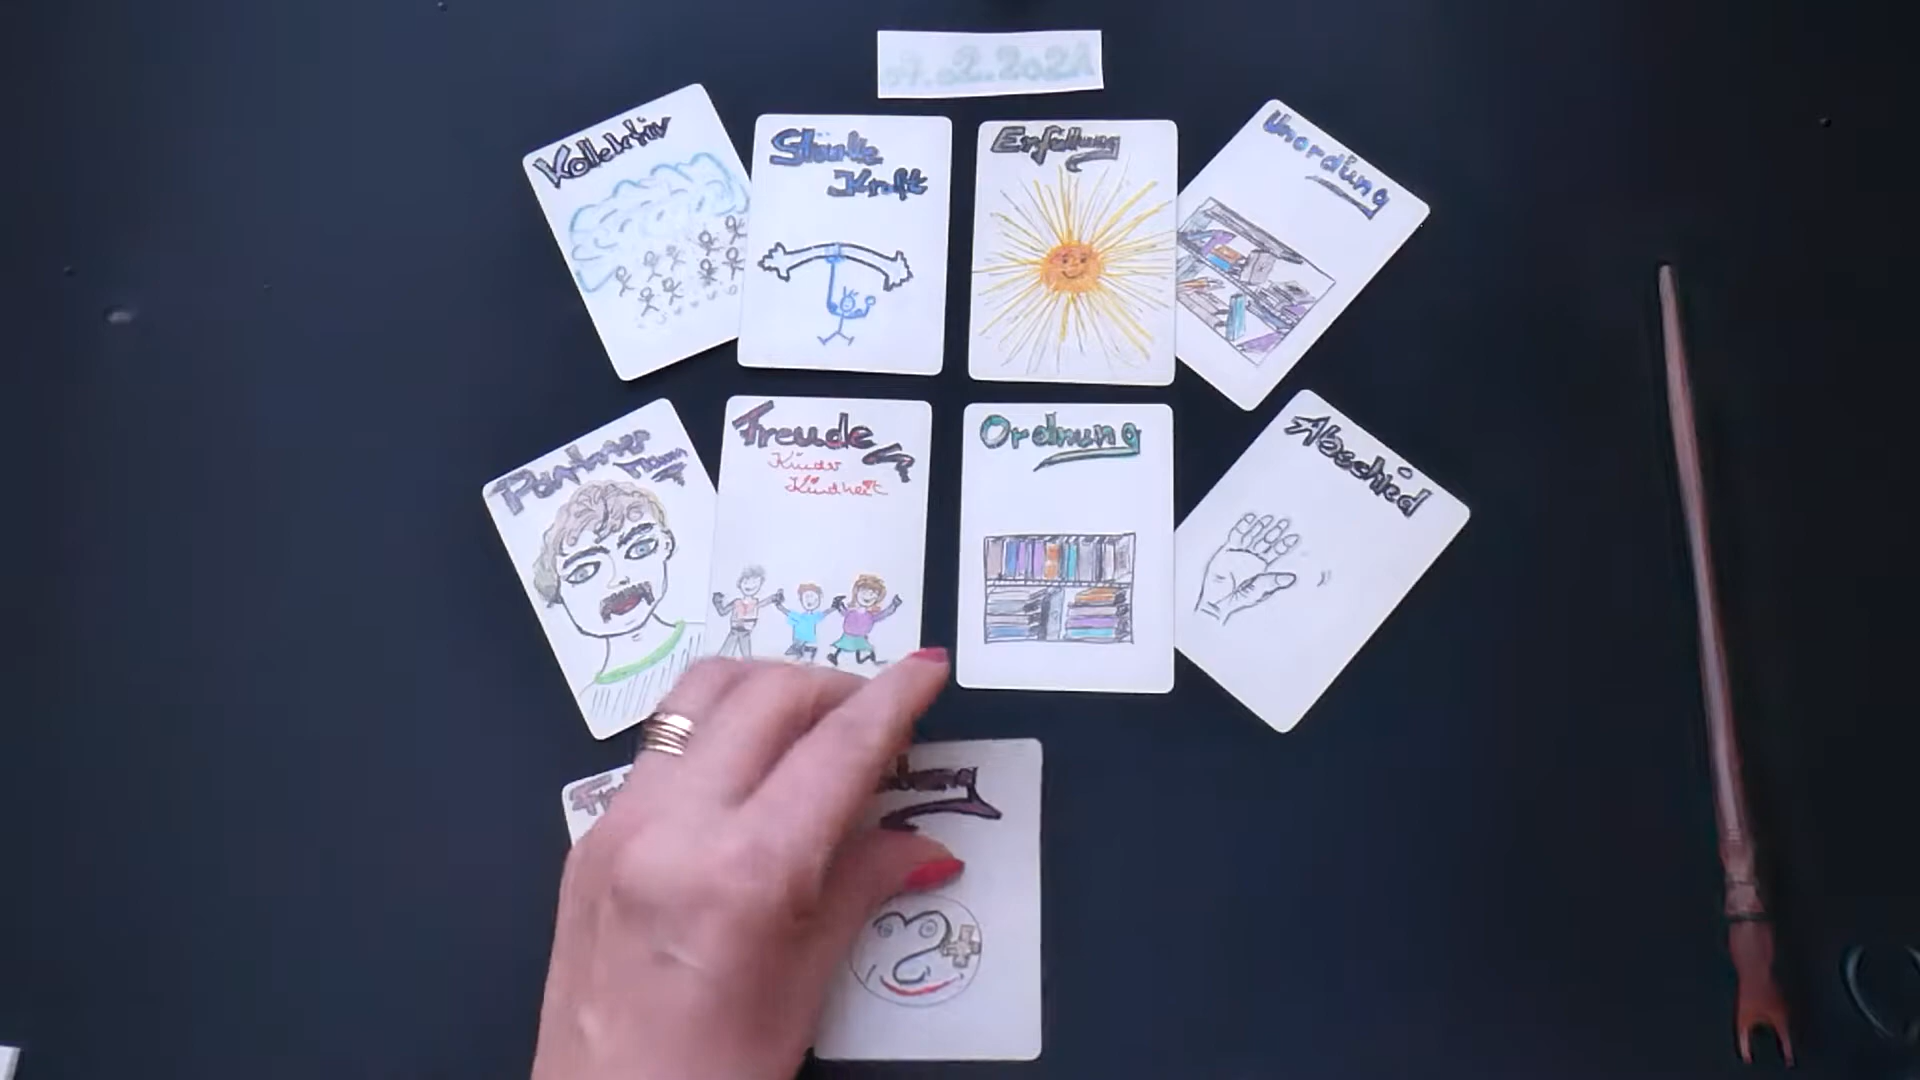 Kollektiv
Stärke
Kraft
Erfüllung
Unordnung
Partner
Mann
Freude
Kinder
Kindheit
Ordnung
Abschied